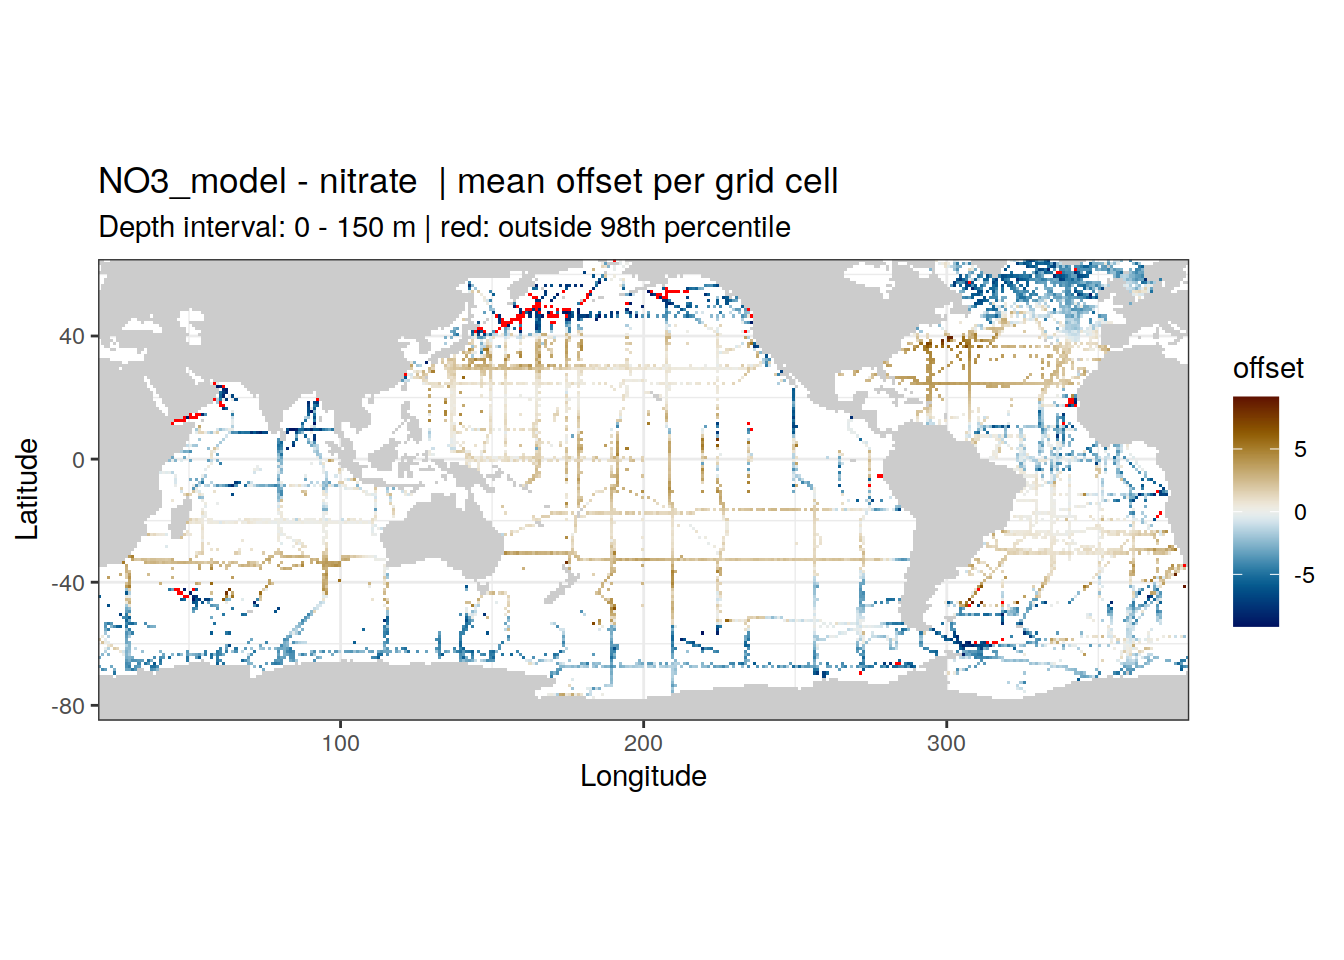 NO3_model - nitrate  | mean offset per grid cell
Depth interval: 0 - 150 m | red: outside 98th percentile
40
0
-40
-80
Latitude
100
200
300
Longitude
offset
5
0
-5